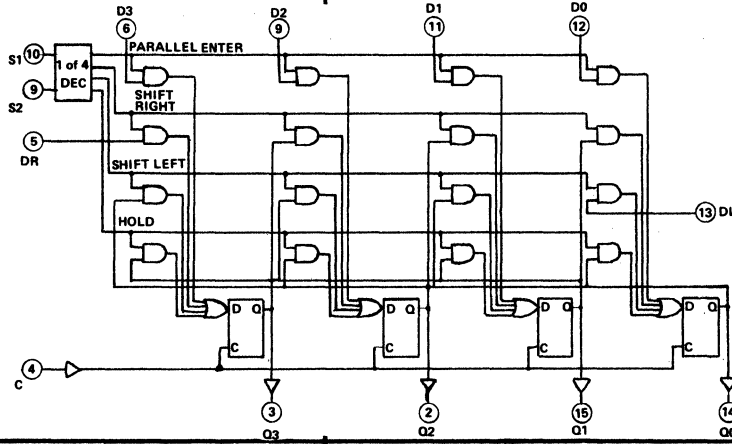 D3 D2 D1 D0
6 9 11 12
PARALLEL ENTER
S1 10
1 of 4
DEC
9
S2
SHIFT
RIGHT
5
DR
SHIFT LEFT
13 DL
HOLD
D Q D Q D Q D Q
C C C C
4
C
3 2 15 14
Q3 Q2 Q1